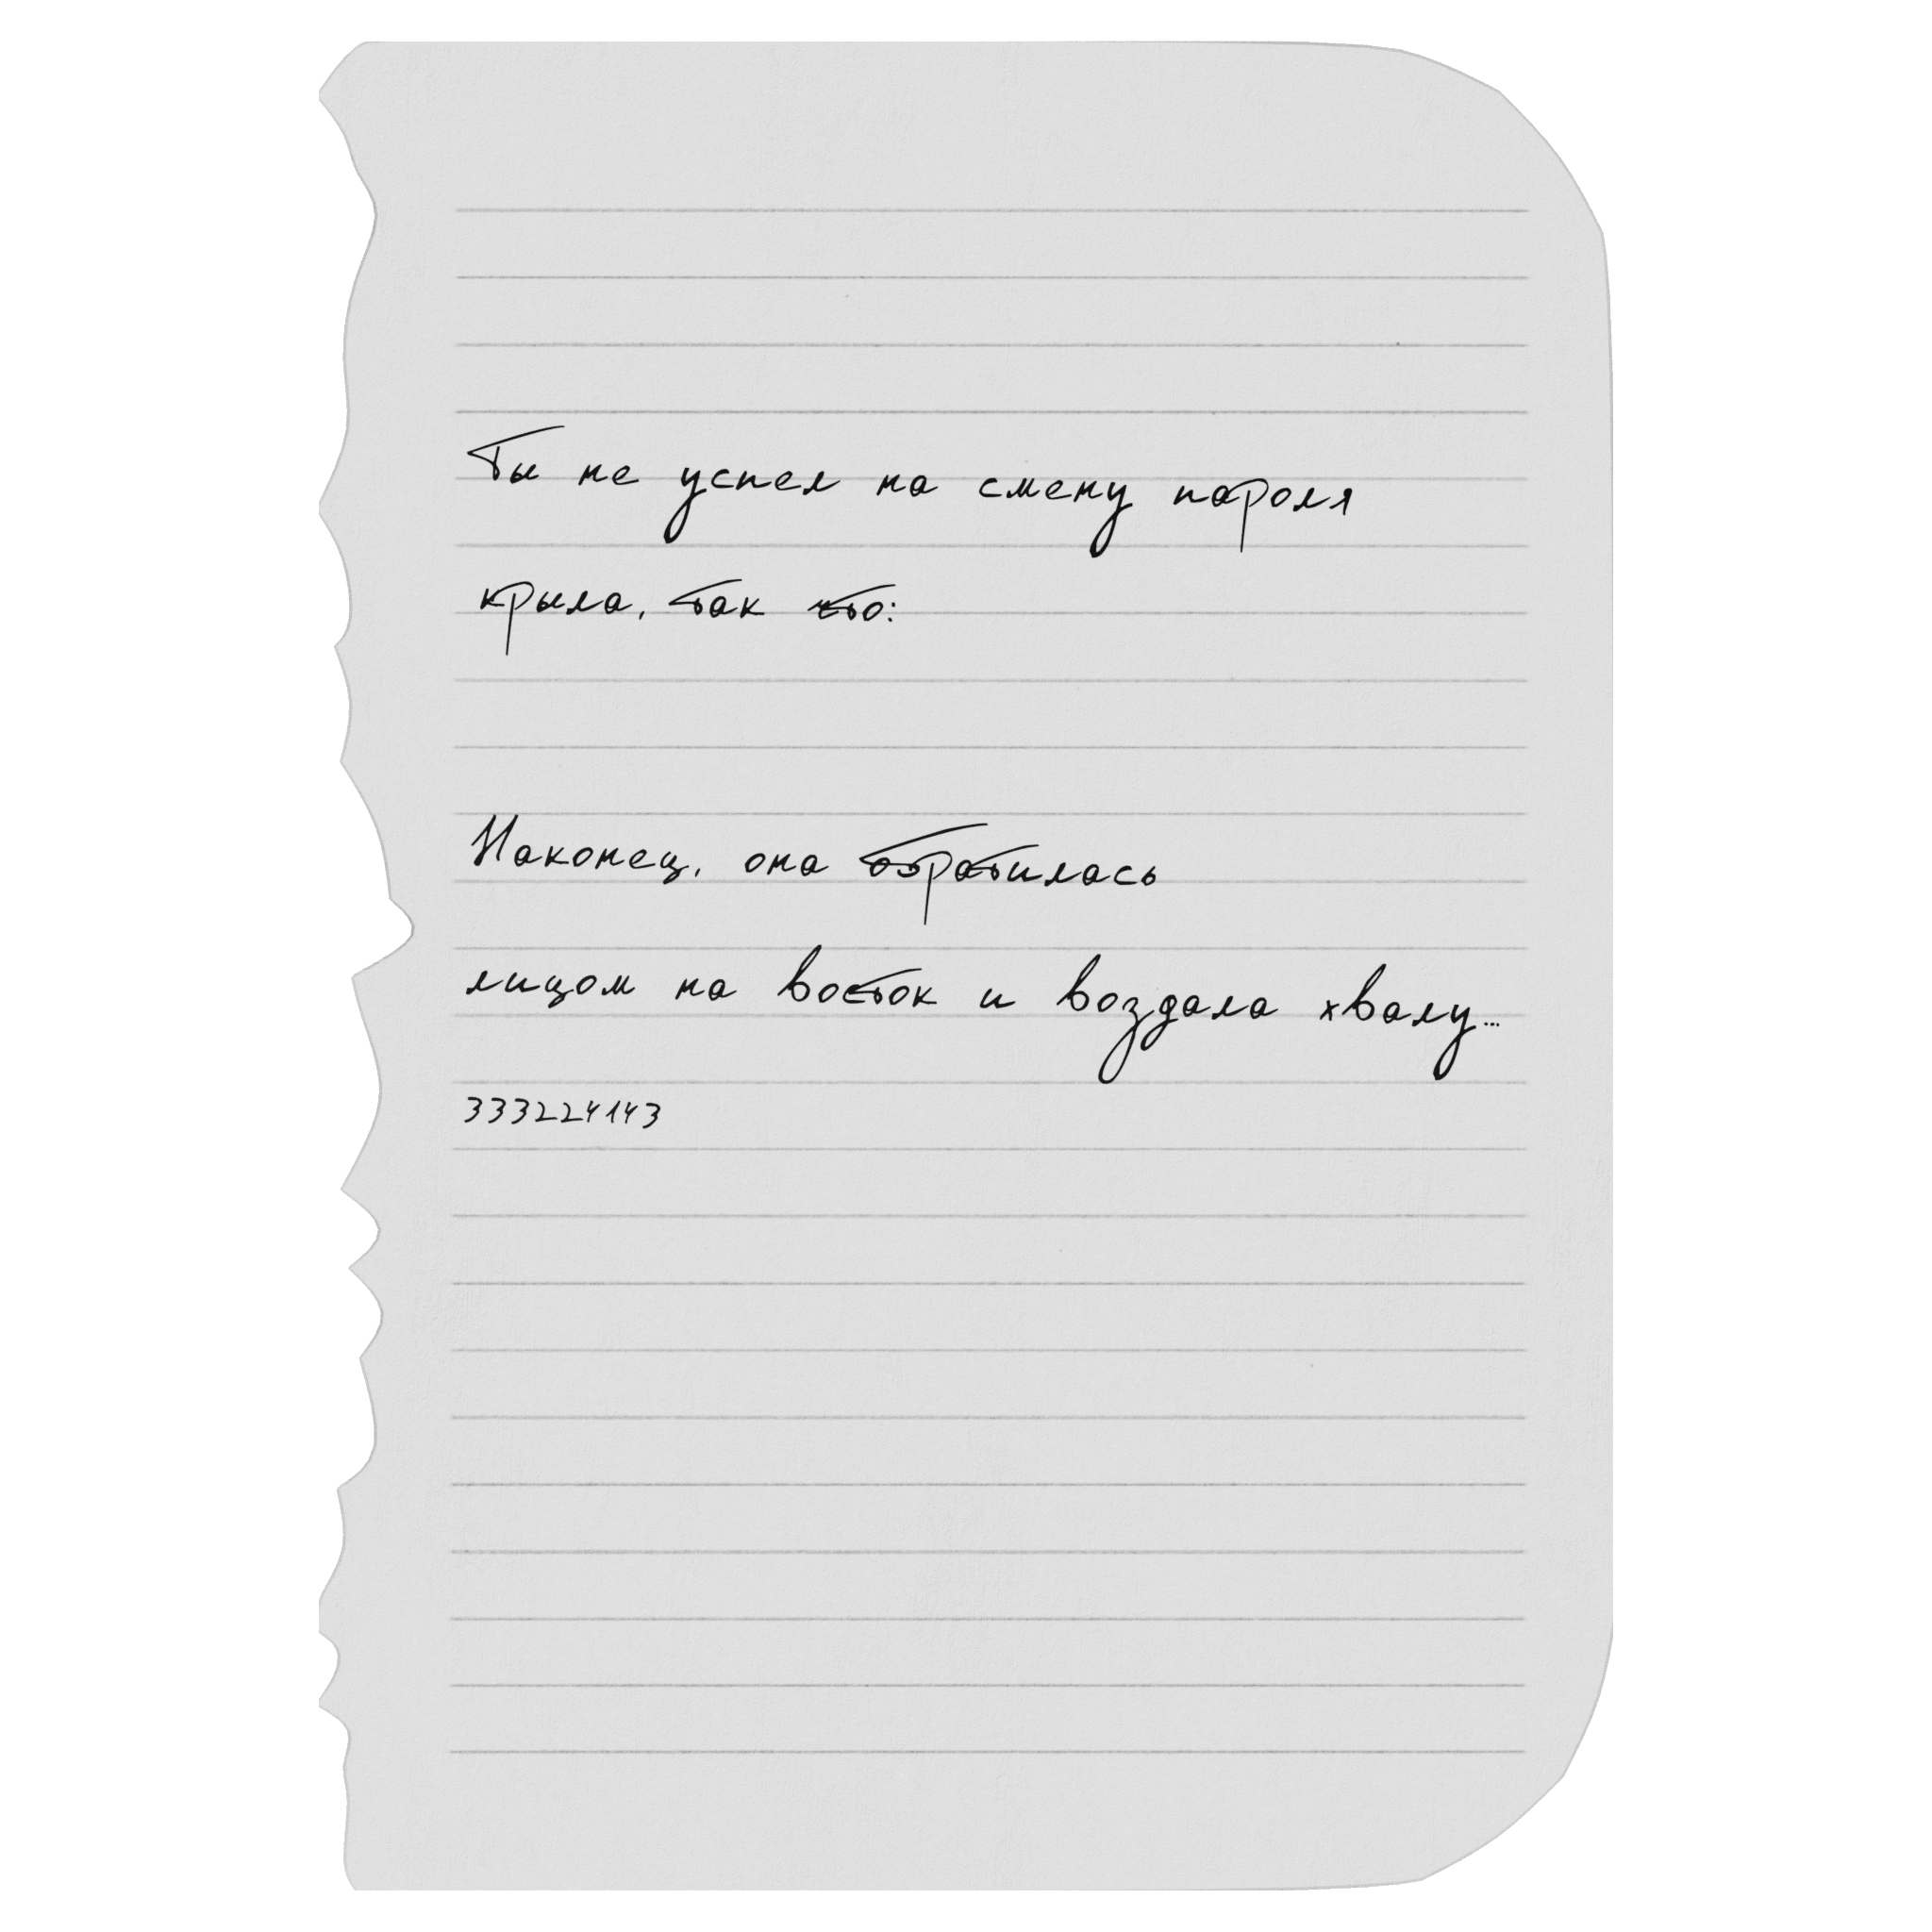 Ты не успел на смену пароля
крыла, так что:
Наконец, она обратилась
лицом на восток и воздала хвалу...
333224143